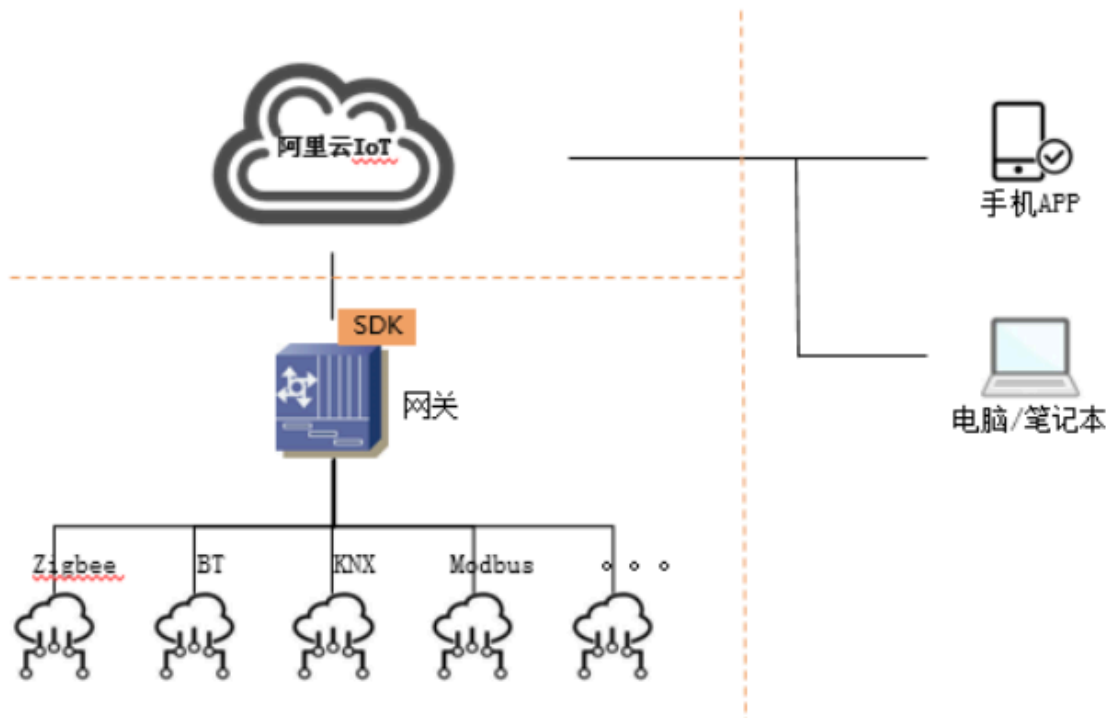 阿里云IoT
手机APP
SDK
网关
电脑/笔记本
Zigbee BT KNX Modbus 。。。